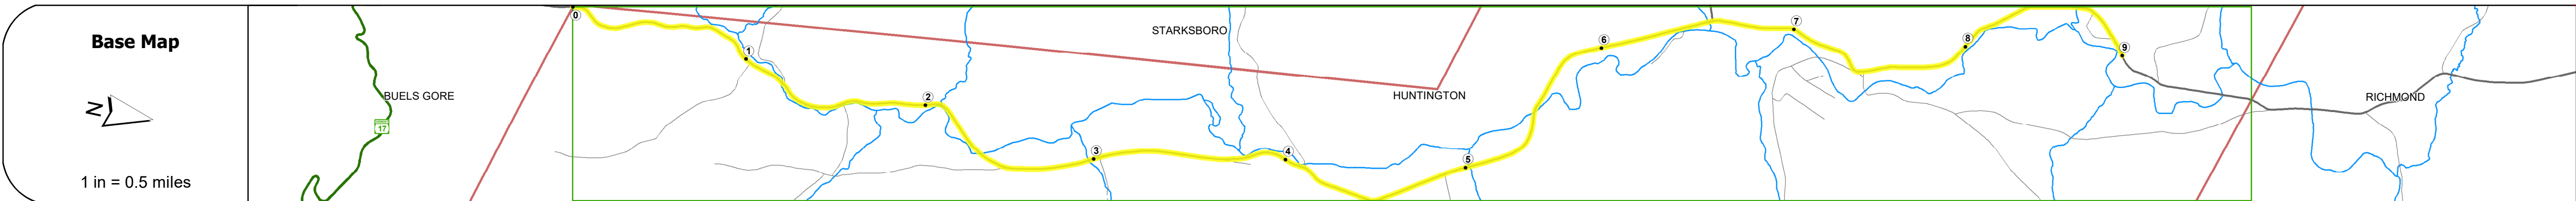 Base Map
N
1 in = 0.5 miles
BUELS GORE
17
0
1
2
3
STARKSBORO
4
HUNTINGTON
5
6
7
8
9
RICHMOND